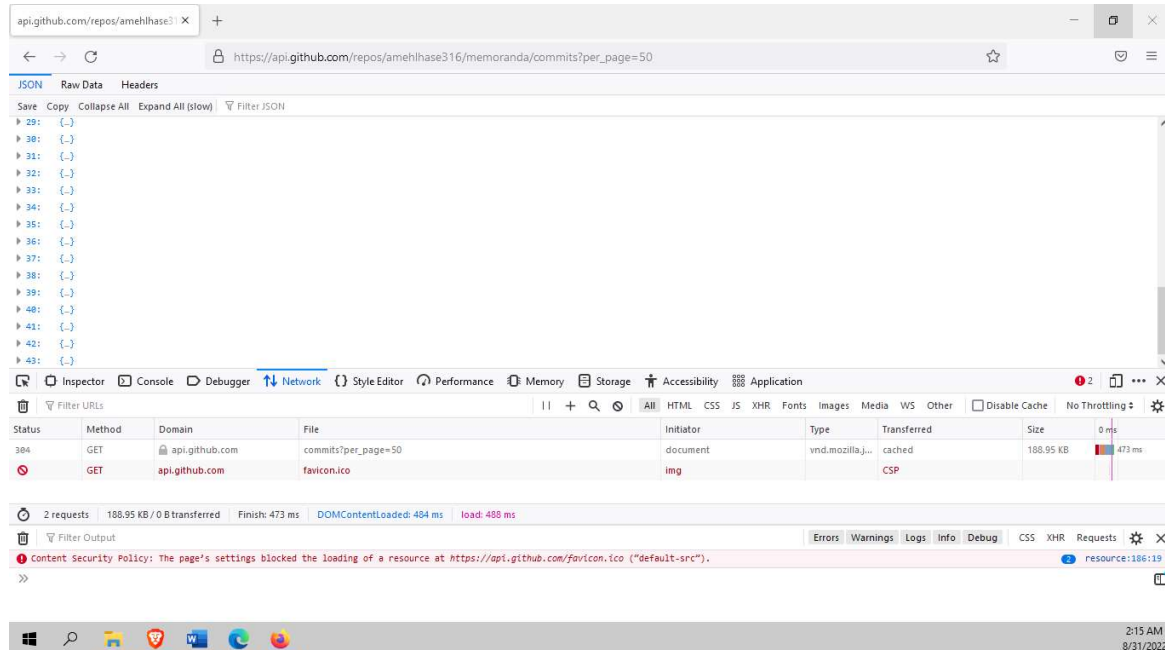 api.github.com/repos/amehlhase31
https://api.github.com/repos/amehlhase316/memoranda/commits?per_page=50
JSON Raw Data Headers
Save Copy Collapse All Expand All (slow) Filter JSON
29: {…}
30: {…}
31: {…}
32: {…}
33: {…}
34: {…}
35: {…}
36: {…}
37: {…}
38: {…}
39: {…}
40: {…}
41: {…}
42: {…}
43: {…}
Inspector Console Debugger Network {} Style Editor Performance Memory Storage Accessibility Application 2
Filter URLs All HTML CSS JS XHR Fonts Images Media WS Other Disable Cache No Throttling
Status Method Domain File Initiator Type Transferred Size 0 ms
304 GET api.github.com commits?per_page=50 document vnd.mozilla.j... cached 188.95 KB 473 ms
GET api.github.com favicon.ico img CSP
2 requests 188.95 KB / 0 B transferred Finish: 473 ms DOMContentLoaded: 484 ms load: 488 ms
Filter Output Errors Warnings Logs Info Debug CSS XHR Requests
Content Security Policy: The page's settings blocked the loading of a resource at https://api.github.com/favicon.ico ("default-src"). 2 resource:186:19
2:15 AM
8/31/2022